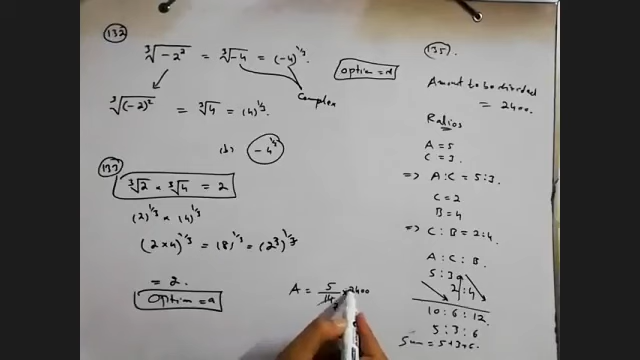 132
∛-2² = ∛-4 = (-4)^1/3.
Option = d
∛(-2)² = ∛4 = (4)^1/3
Complex
(b) -4^1/3
133
∛2 × ∛4 = 2
(2)^1/3 × (4)^1/3
(2×4)^1/3 = (8)^1/3 = (2³)^1/3
= 2.
Option = a
A = 5/14 × 2400
135.
Amount to be divided
= 2400.
Ratios
A = 5
C = 3.
=> A:C = 5:3.
C = 2
B = 4
=> C:B = 2:4.
A : C : B.
5 : 3
2 : 4
10 : 6 : 12
5 : 3 : 6.
Sum = 5+3+6.